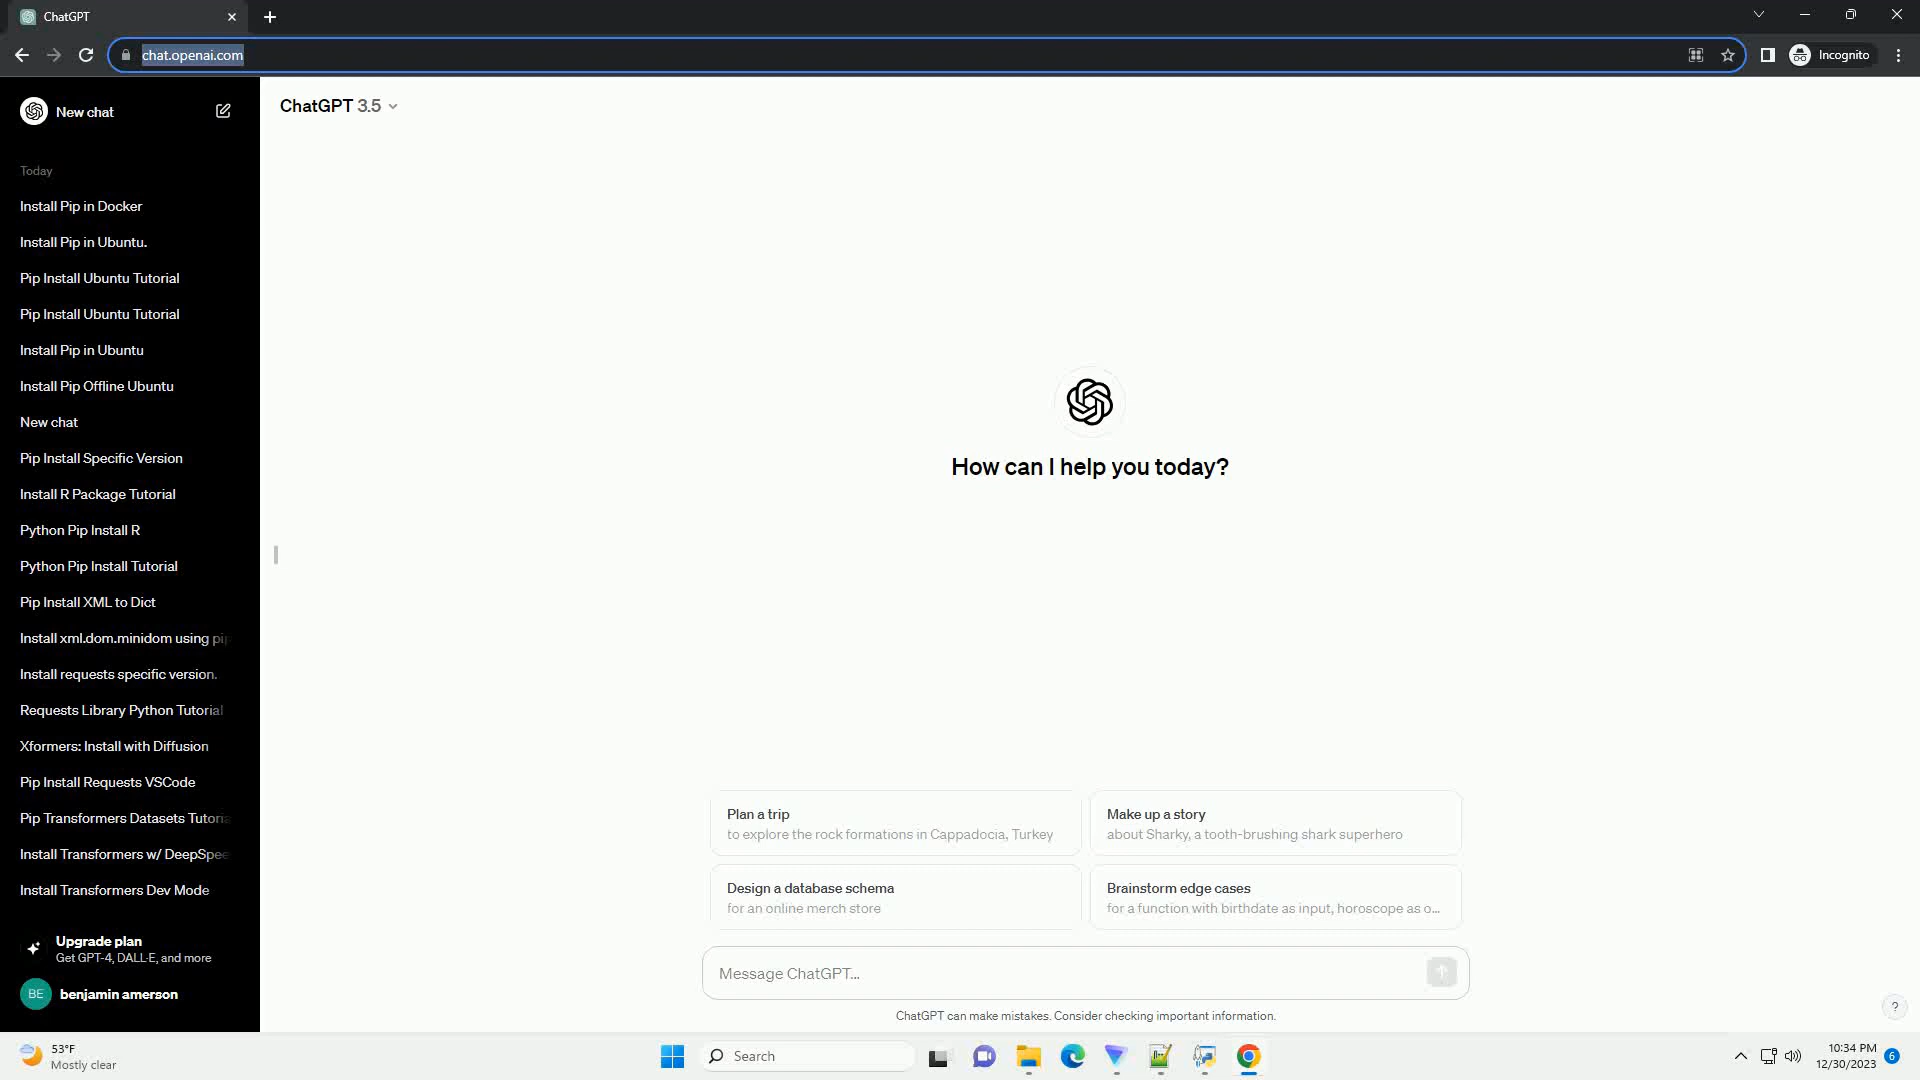 ChatGPT
chat.openai.com
Incognito
New chat
ChatGPT 3.5
Today
Install Pip in Docker
Install Pip in Ubuntu.
Pip Install Ubuntu Tutorial
Pip Install Ubuntu Tutorial
Install Pip in Ubuntu
Install Pip Offline Ubuntu
New chat
Pip Install Specific Version
Install R Package Tutorial
Python Pip Install R
Python Pip Install Tutorial
Pip Install XML to Dict
Install xml.dom.minidom using pip
Install requests specific version.
Requests Library Python Tutorial
Xformers: Install with Diffusion
Pip Install Requests VSCode
Pip Transformers Datasets Tutoria
Install Transformers w/ DeepSpee
Install Transformers Dev Mode
Upgrade plan
Get GPT-4, DALL·E, and more
BE
benjamin amerson
How can I help you today?
Plan a trip
to explore the rock formations in Cappadocia, Turkey
Make up a story
about Sharky, a tooth-brushing shark superhero
Design a database schema
for an online merch store
Brainstorm edge cases
for a function with birthdate as input, horoscope as o...
Message ChatGPT...
ChatGPT can make mistakes. Consider checking important information.
?
53°F
Mostly clear
Search
10:34 PM
12/30/2023
6